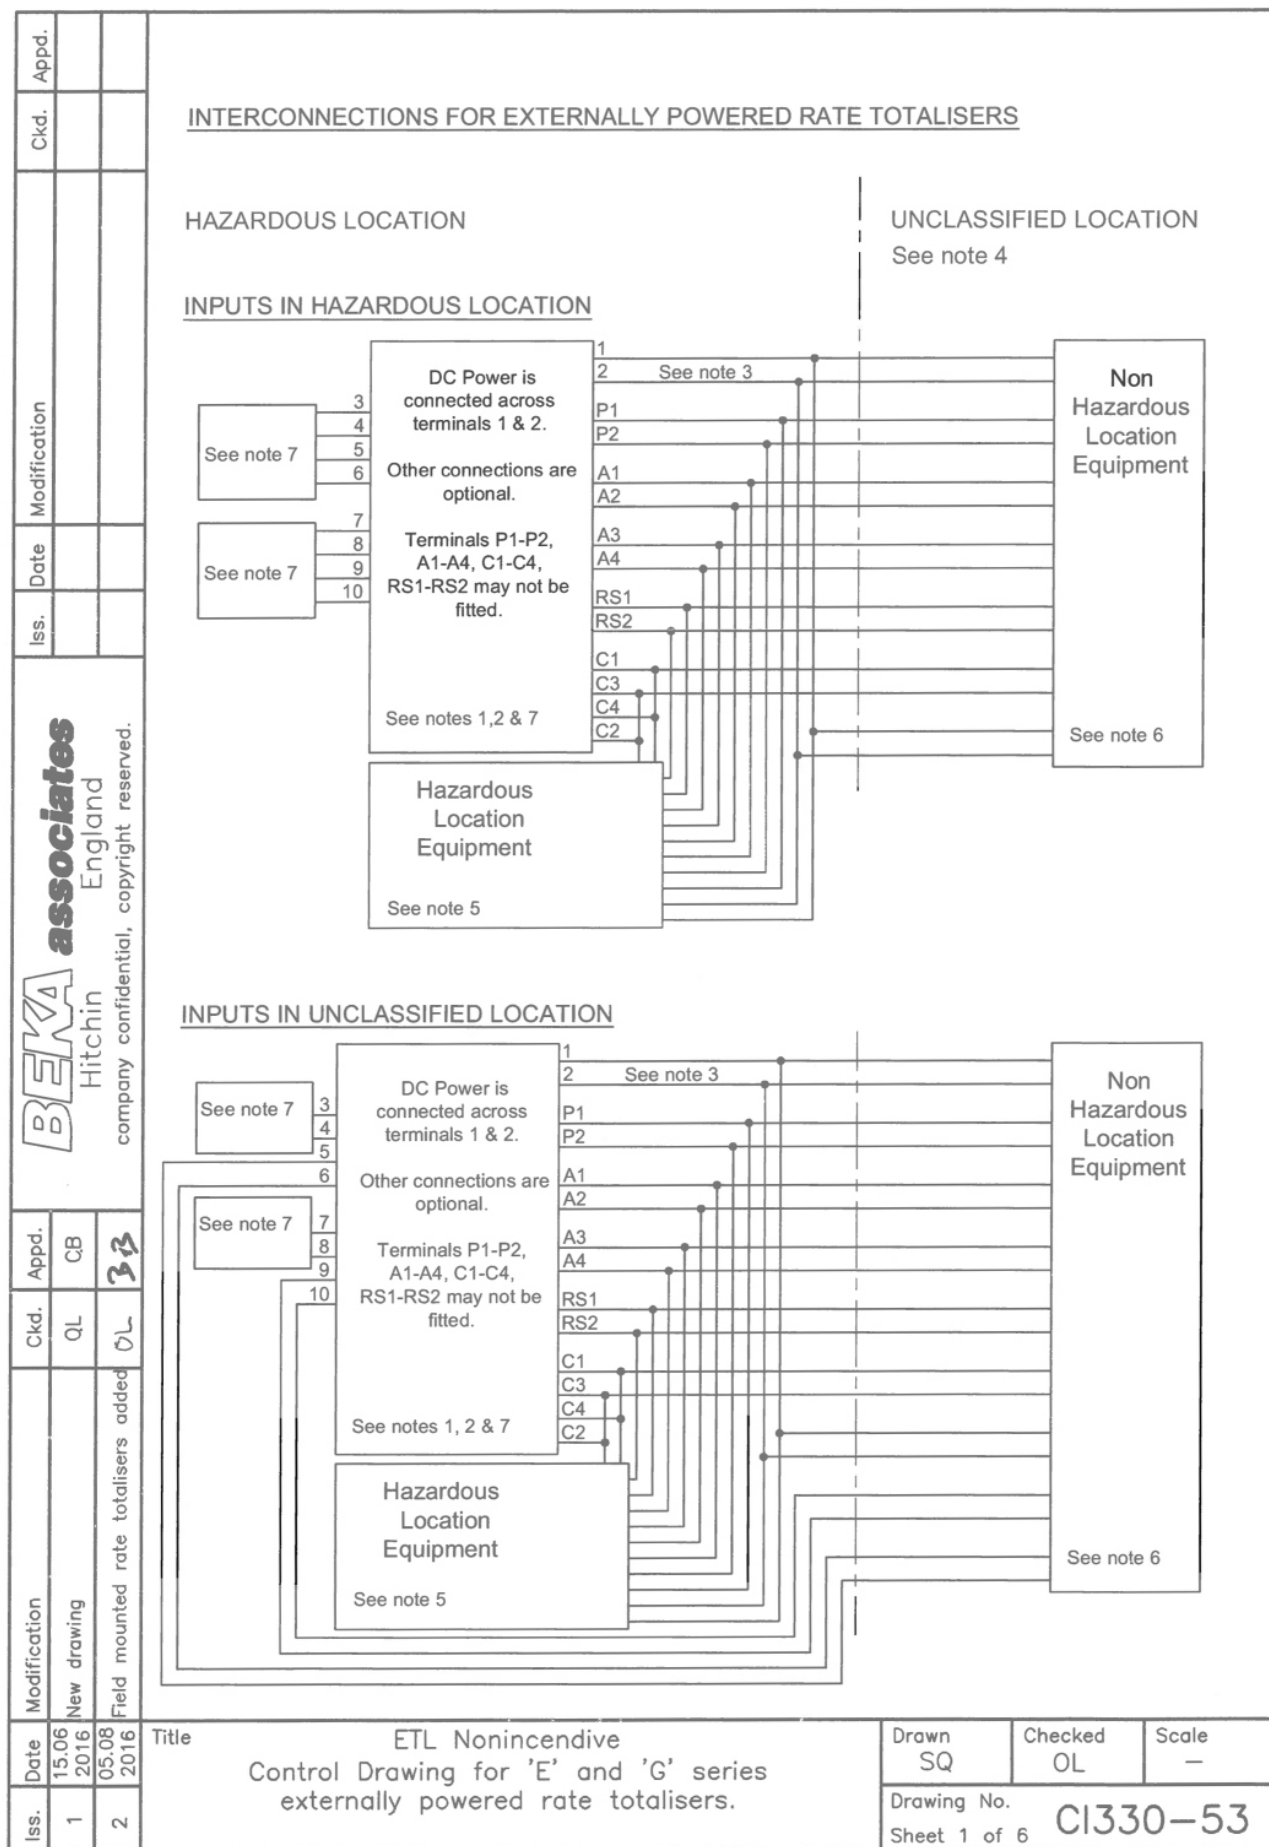 INTERCONNECTIONS FOR EXTERNALLY POWERED RATE TOTALISERS
HAZARDOUS LOCATION
UNCLASSIFIED LOCATION
See note 4
INPUTS IN HAZARDOUS LOCATION
DC Power is
connected across
terminals 1 & 2.
Other connections are
optional.
Terminals P1-P2,
A1-A4, C1-C4,
RS1-RS2 may not be
fitted.
See notes 1,2 & 7
3
4
5
6
See note 7
7
8
9
10
See note 7
1
2
See note 3
P1
P2
A1
A2
A3
A4
RS1
RS2
C1
C3
C4
C2
Non
Hazardous
Location
Equipment
See note 6
Hazardous
Location
Equipment
See note 5
INPUTS IN UNCLASSIFIED LOCATION
DC Power is
connected across
terminals 1 & 2.
Other connections are
optional.
Terminals P1-P2,
A1-A4, C1-C4,
RS1-RS2 may not be
fitted.
See notes 1, 2 & 7
See note 7
3
4
5
6
See note 7
7
8
9
10
1
2
See note 3
P1
P2
A1
A2
A3
A4
RS1
RS2
C1
C3
C4
C2
Non
Hazardous
Location
Equipment
See note 6
Hazardous
Location
Equipment
See note 5
Iss. Date Modification Ckd. Appd.
BEKA associates
Hitchin England
company confidential, copyright reserved.
Iss. Date Modification Ckd. Appd.
1 15.06 2016 New drawing OL CB
2 05.08 2016 Field mounted rate totalisers added OL
Title
ETL Nonincendive
Control Drawing for 'E' and 'G' series
externally powered rate totalisers.
Drawn
SQ
Checked
OL
Scale
—
Drawing No.
CI330-53
Sheet 1 of 6